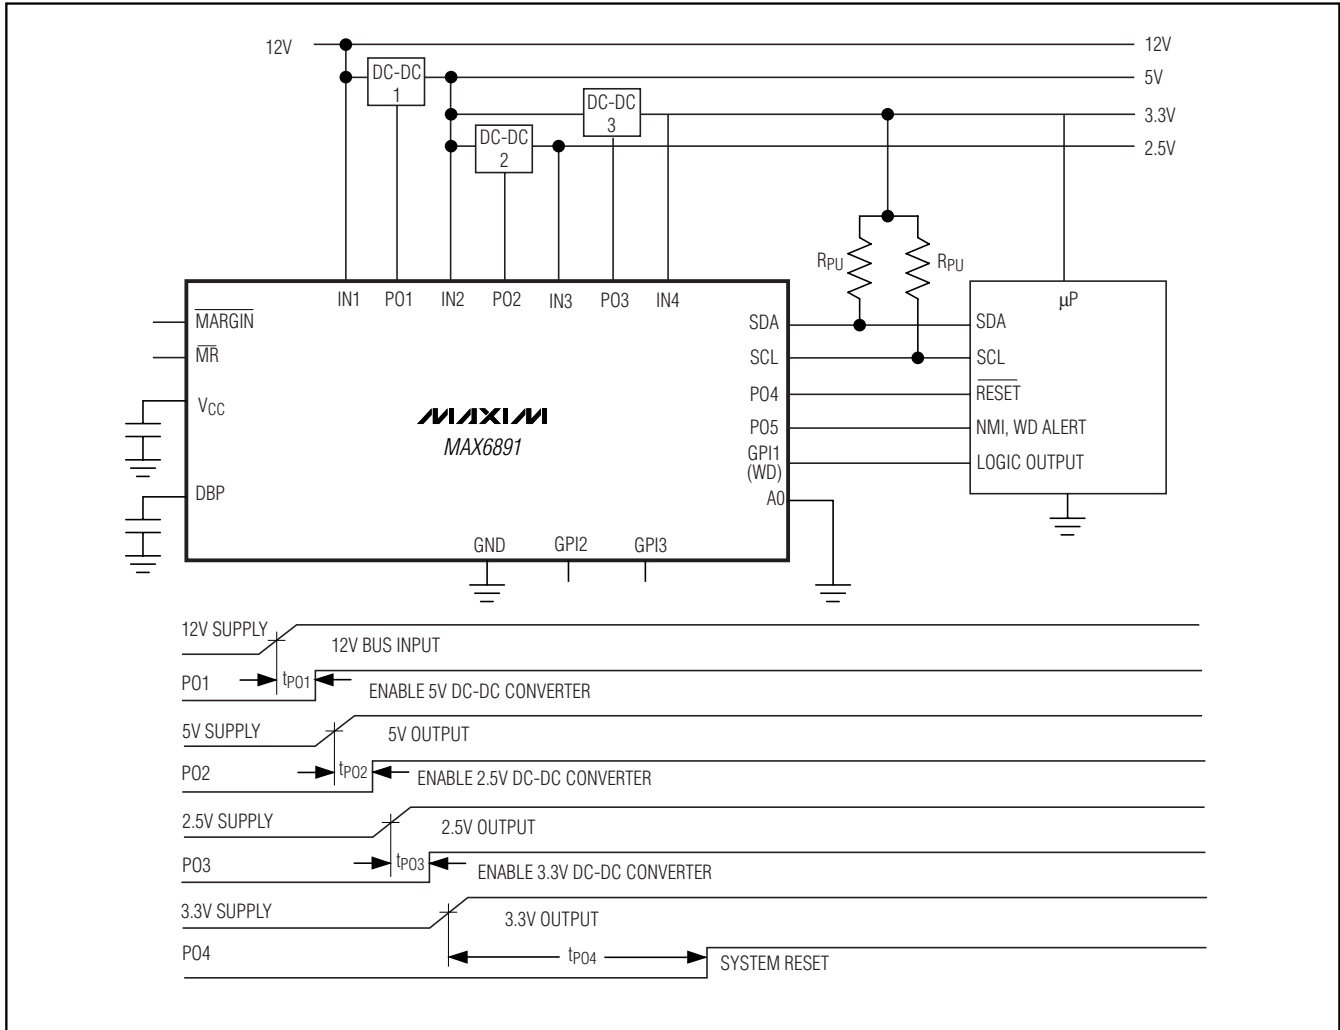 12V
12V
DC-DC
1
5V
DC-DC
3
3.3V
DC-DC
2
2.5V
RPU
RPU
IN1 PO1 IN2 PO2 IN3 PO3 IN4
µP
MARGIN
SDA
SDA
MR
SCL
SCL
VCC
PO4
RESET
MAXIM
MAX6891
PO5
NMI, WD ALERT
GPI1
(WD)
LOGIC OUTPUT
DBP
A0
GND GPI2 GPI3
12V SUPPLY
12V BUS INPUT
PO1
tPO1
ENABLE 5V DC-DC CONVERTER
5V SUPPLY
5V OUTPUT
PO2
tPO2
ENABLE 2.5V DC-DC CONVERTER
2.5V SUPPLY
2.5V OUTPUT
PO3
tPO3
ENABLE 3.3V DC-DC CONVERTER
3.3V SUPPLY
3.3V OUTPUT
PO4
tPO4
SYSTEM RESET